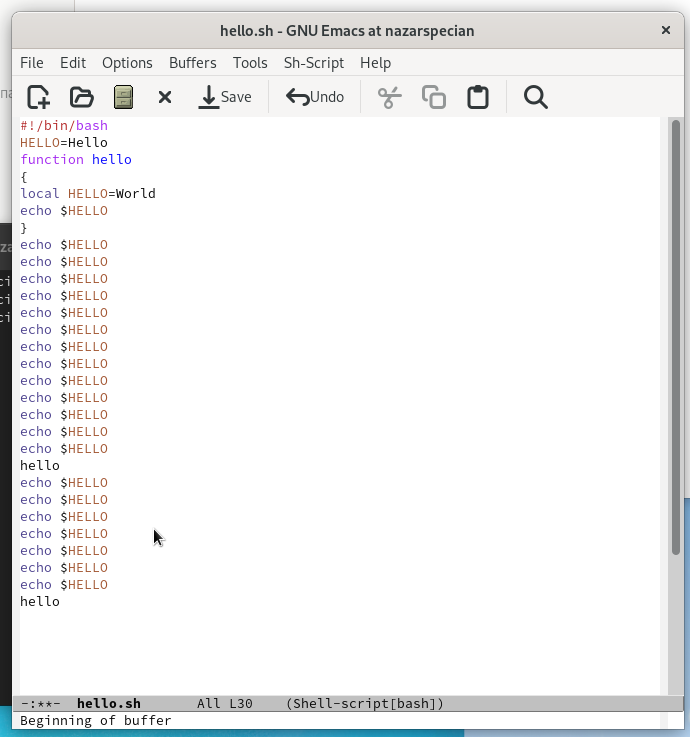 hello.sh - GNU Emacs at nazarspecian
File Edit Options Buffers Tools Sh-Script Help
Save Undo
#!/bin/bash
HELLO=Hello
function hello
{
local HELLO=World
echo $HELLO
}
echo $HELLO
echo $HELLO
echo $HELLO
echo $HELLO
echo $HELLO
echo $HELLO
echo $HELLO
echo $HELLO
echo $HELLO
echo $HELLO
echo $HELLO
echo $HELLO
echo $HELLO
hello
echo $HELLO
echo $HELLO
echo $HELLO
echo $HELLO
echo $HELLO
echo $HELLO
echo $HELLO
hello
-:**- hello.sh All L30 (Shell-script[bash])
Beginning of buffer